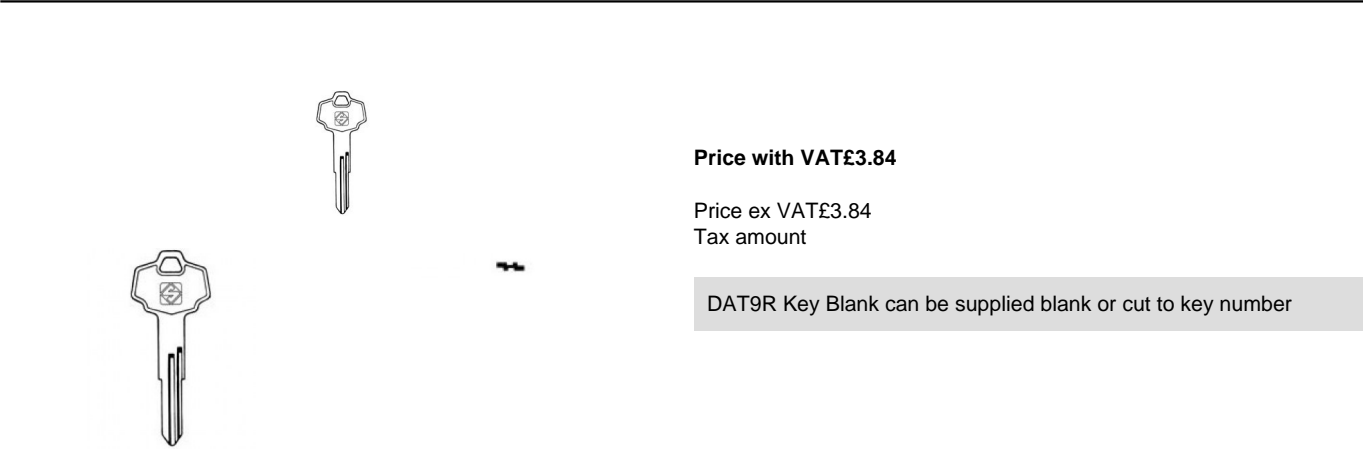 Price with VAT£3.84
Price ex VAT£3.84
Tax amount
DAT9R Key Blank can be supplied blank or cut to key number